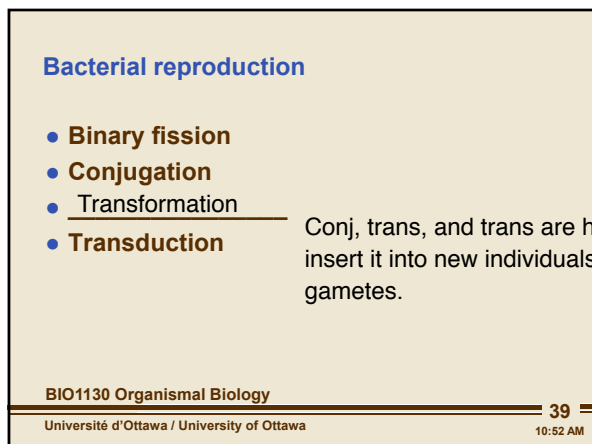 Bacterial reproduction
• Binary fission
• Conjugation
• Transformation
• Transduction
Conj, trans, and trans are h
insert it into new individuals
gametes.
BIO1130 Organismal Biology
39
Université d'Ottawa / University of Ottawa
10:52 AM